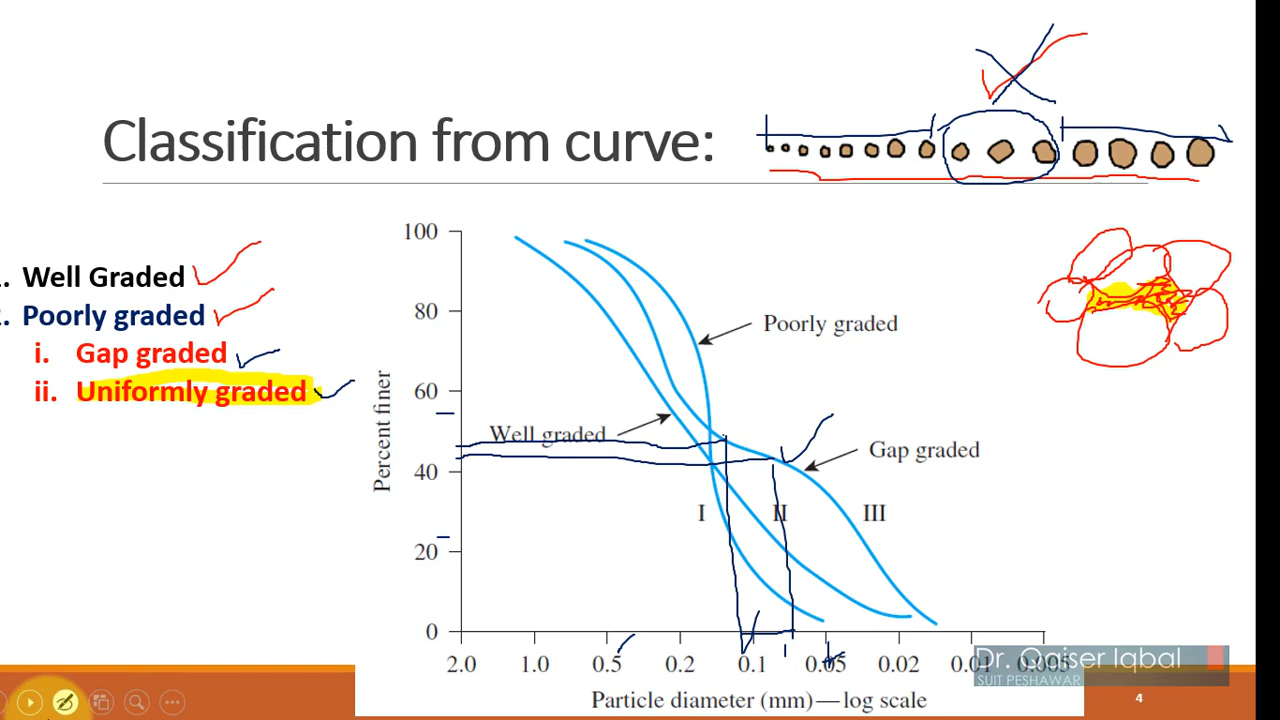 Classification from curve:
. Well Graded
. Poorly graded
i. Gap graded
ii. Uniformly graded
100
80
60
40
20
0
Percent finer
Poorly graded
Well graded
Gap graded
I
II
III
2.0
1.0
0.5
0.2
0.1
0.05
0.02
0.01
0.005
Particle diameter (mm)—log scale
Dr. Qaiser Iqbal
SUIT PESHAWAR
4